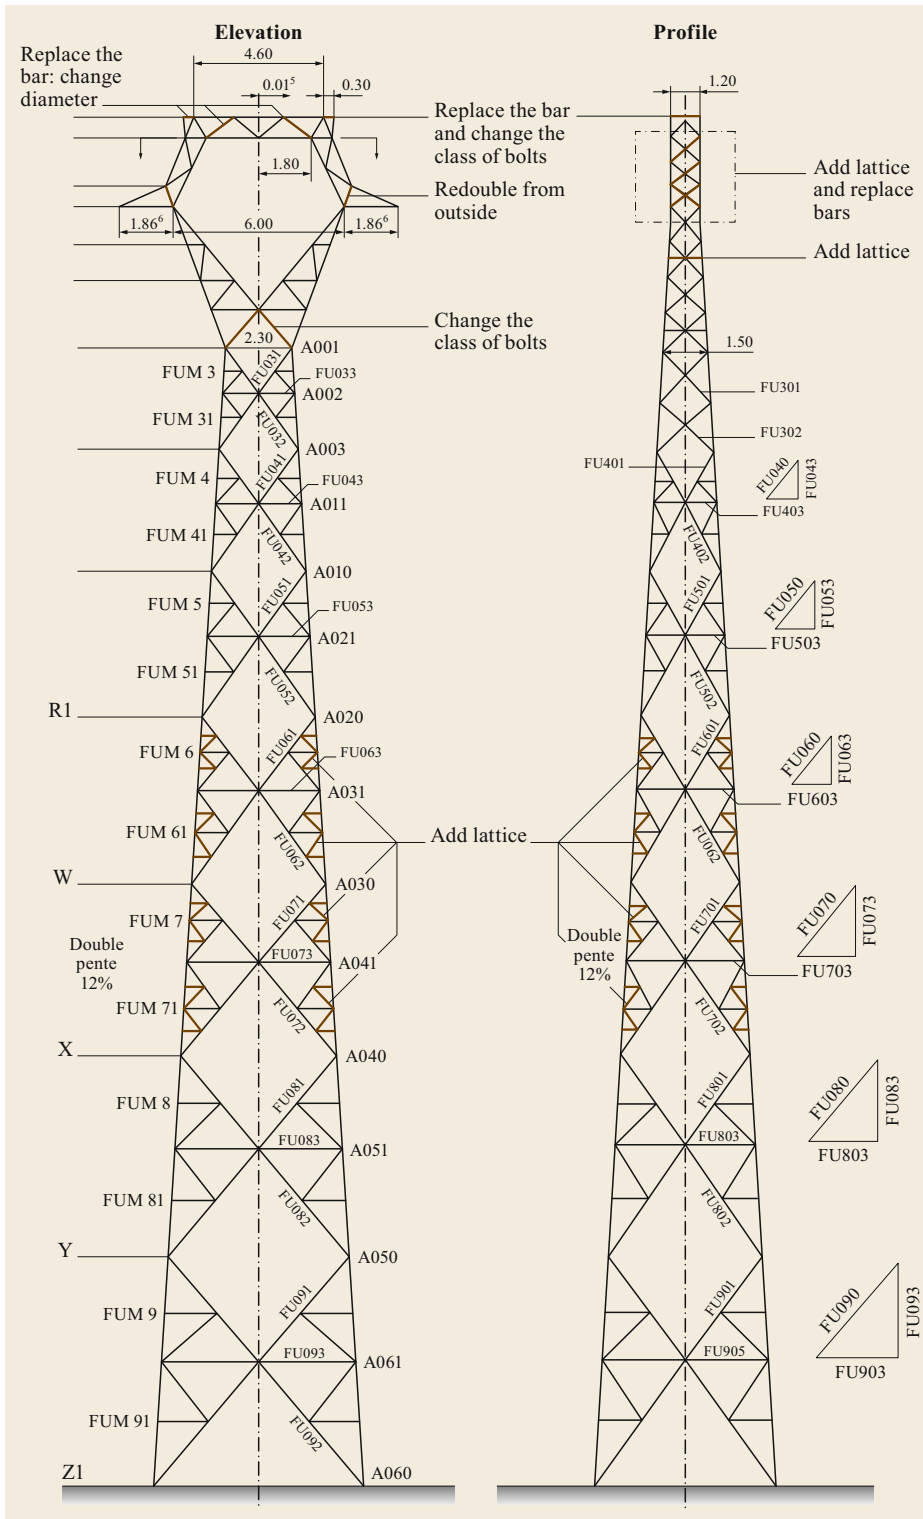 Elevation
Profile
Replace the
bar: change
diameter
4.60
0.01⁵
0.30
1.20
Replace the bar
and change the
class of bolts
Add lattice
and replace
bars
1.80
Redouble from
outside
1.86⁶
6.00
1.86⁶
Add lattice
Change the
class of bolts
2.30
A001
1.50
FUM 3
FU031
FU033
A002
FU301
FUM 31
FU032
FU302
A003
FU401
FU040
FU043
FUM 4
FU041
FU043
A011
FU403
FUM 41
FU042
FU402
A010
FUM 5
FU051
FU053
FU501
FU050
FU053
A021
FU503
FUM 51
FU052
FU502
R1
A020
FUM 6
FU061
FU063
FU601
FU060
FU063
A031
FU603
FUM 61
FU062
Add lattice
FU062
W
A030
FUM 7
FU071
FU701
FU070
FU073
Double
pente
12%
FU073
A041
Double
pente
12%
FU703
FUM 71
FU072
FU702
X
A040
FUM 8
FU081
FU801
FU080
FU083
FU083
A051
FU803
FU803
FUM 81
FU082
FU802
Y
A050
FUM 9
FU091
FU901
FU090
FU093
FU093
A061
FU905
FU903
FUM 91
FU092
Z1
A060